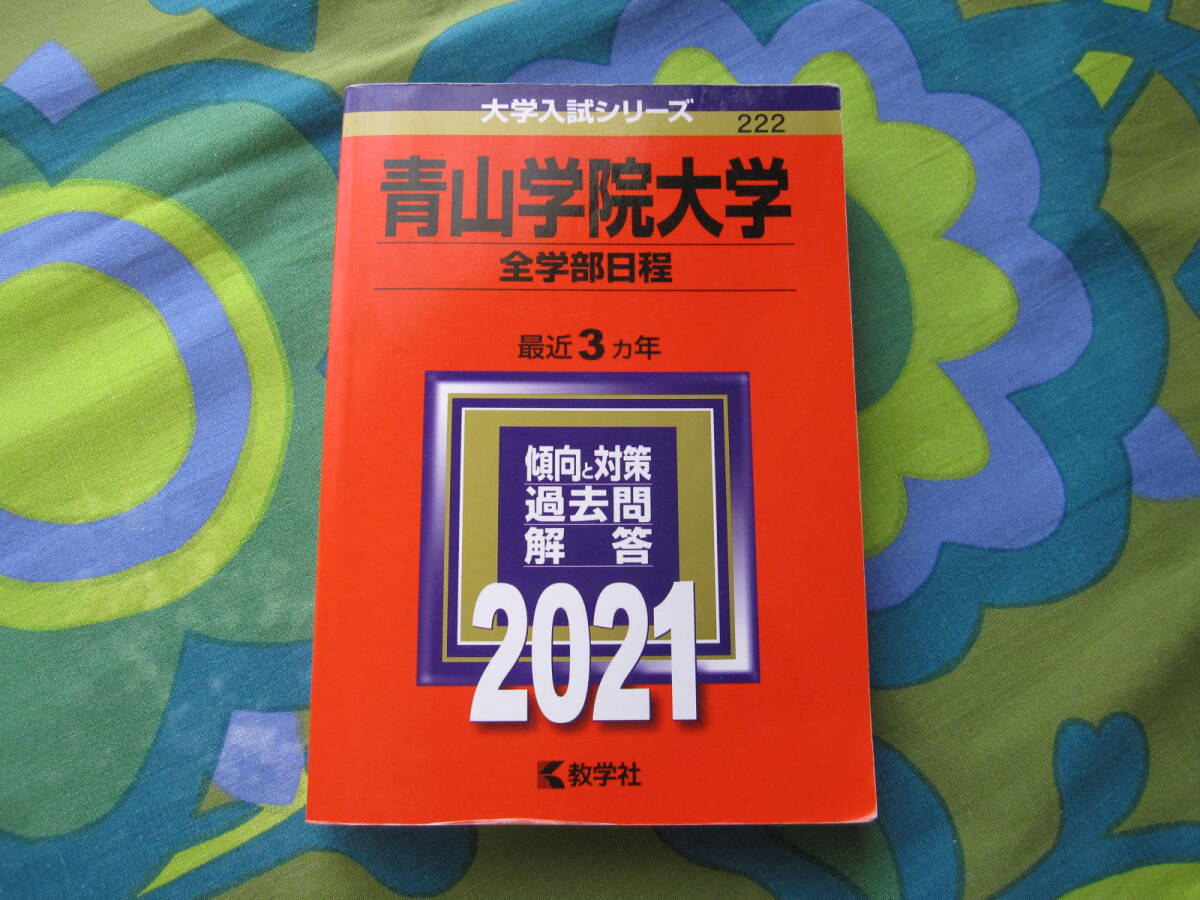 大学入試シリーズ
222
青山学院大学
全学部日程
最近3ヵ年
傾向と対策
過去問
解答
2021
教学社